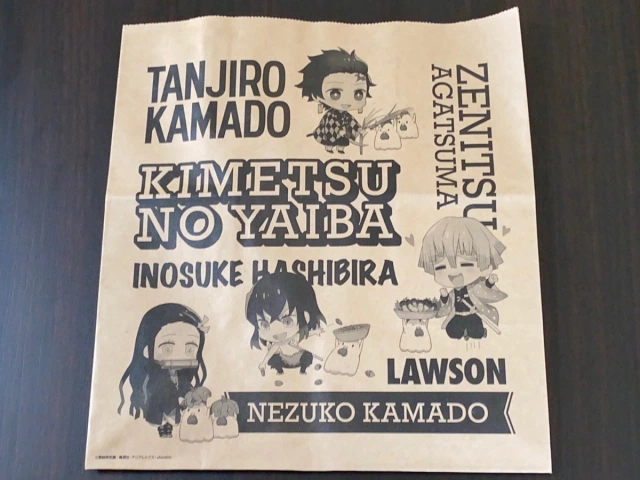 TANJIRO
KAMADO
ZENITSU
AGATSUMA
KIMETSU
NO YAIBA
INOSUKE HASHIBIRA
LAWSON
NEZUKO KAMADO